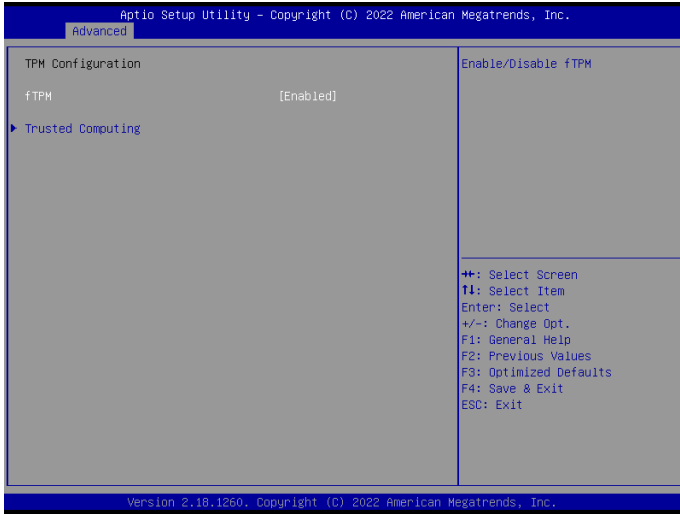 Aptio Setup Utility – Copyright (C) 2022 American Megatrends, Inc.
Advanced
TPM Configuration
fTPM [Enabled]
Trusted Computing
Enable/Disable fTPM
→←: Select Screen
↑↓: Select Item
Enter: Select
+/-: Change Opt.
F1: General Help
F2: Previous Values
F3: Optimized Defaults
F4: Save & Exit
ESC: Exit
Version 2.18.1260. Copyright (C) 2022 American Megatrends, Inc.